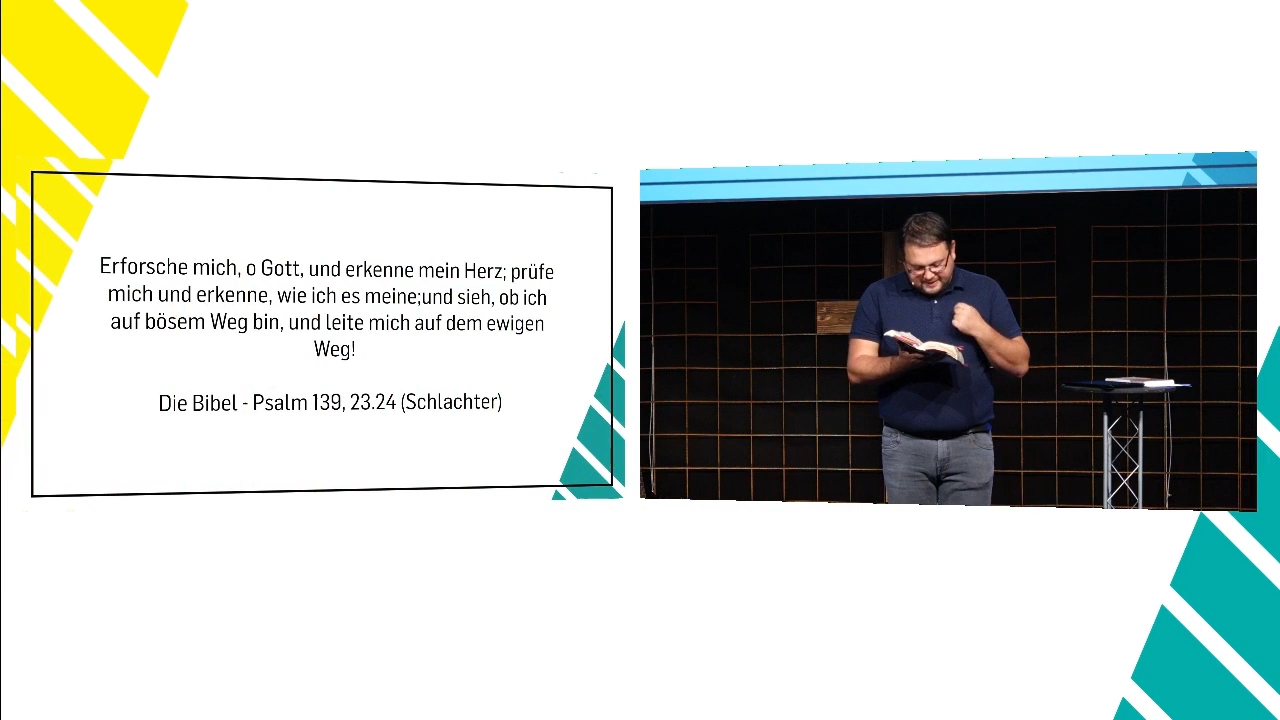 Erforsche mich, o Gott, und erkenne mein Herz; prüfe
mich und erkenne, wie ich es meine;und sieh, ob ich
auf bösem Weg bin, und leite mich auf dem ewigen
Weg!
Die Bibel - Psalm 139, 23.24 (Schlachter)